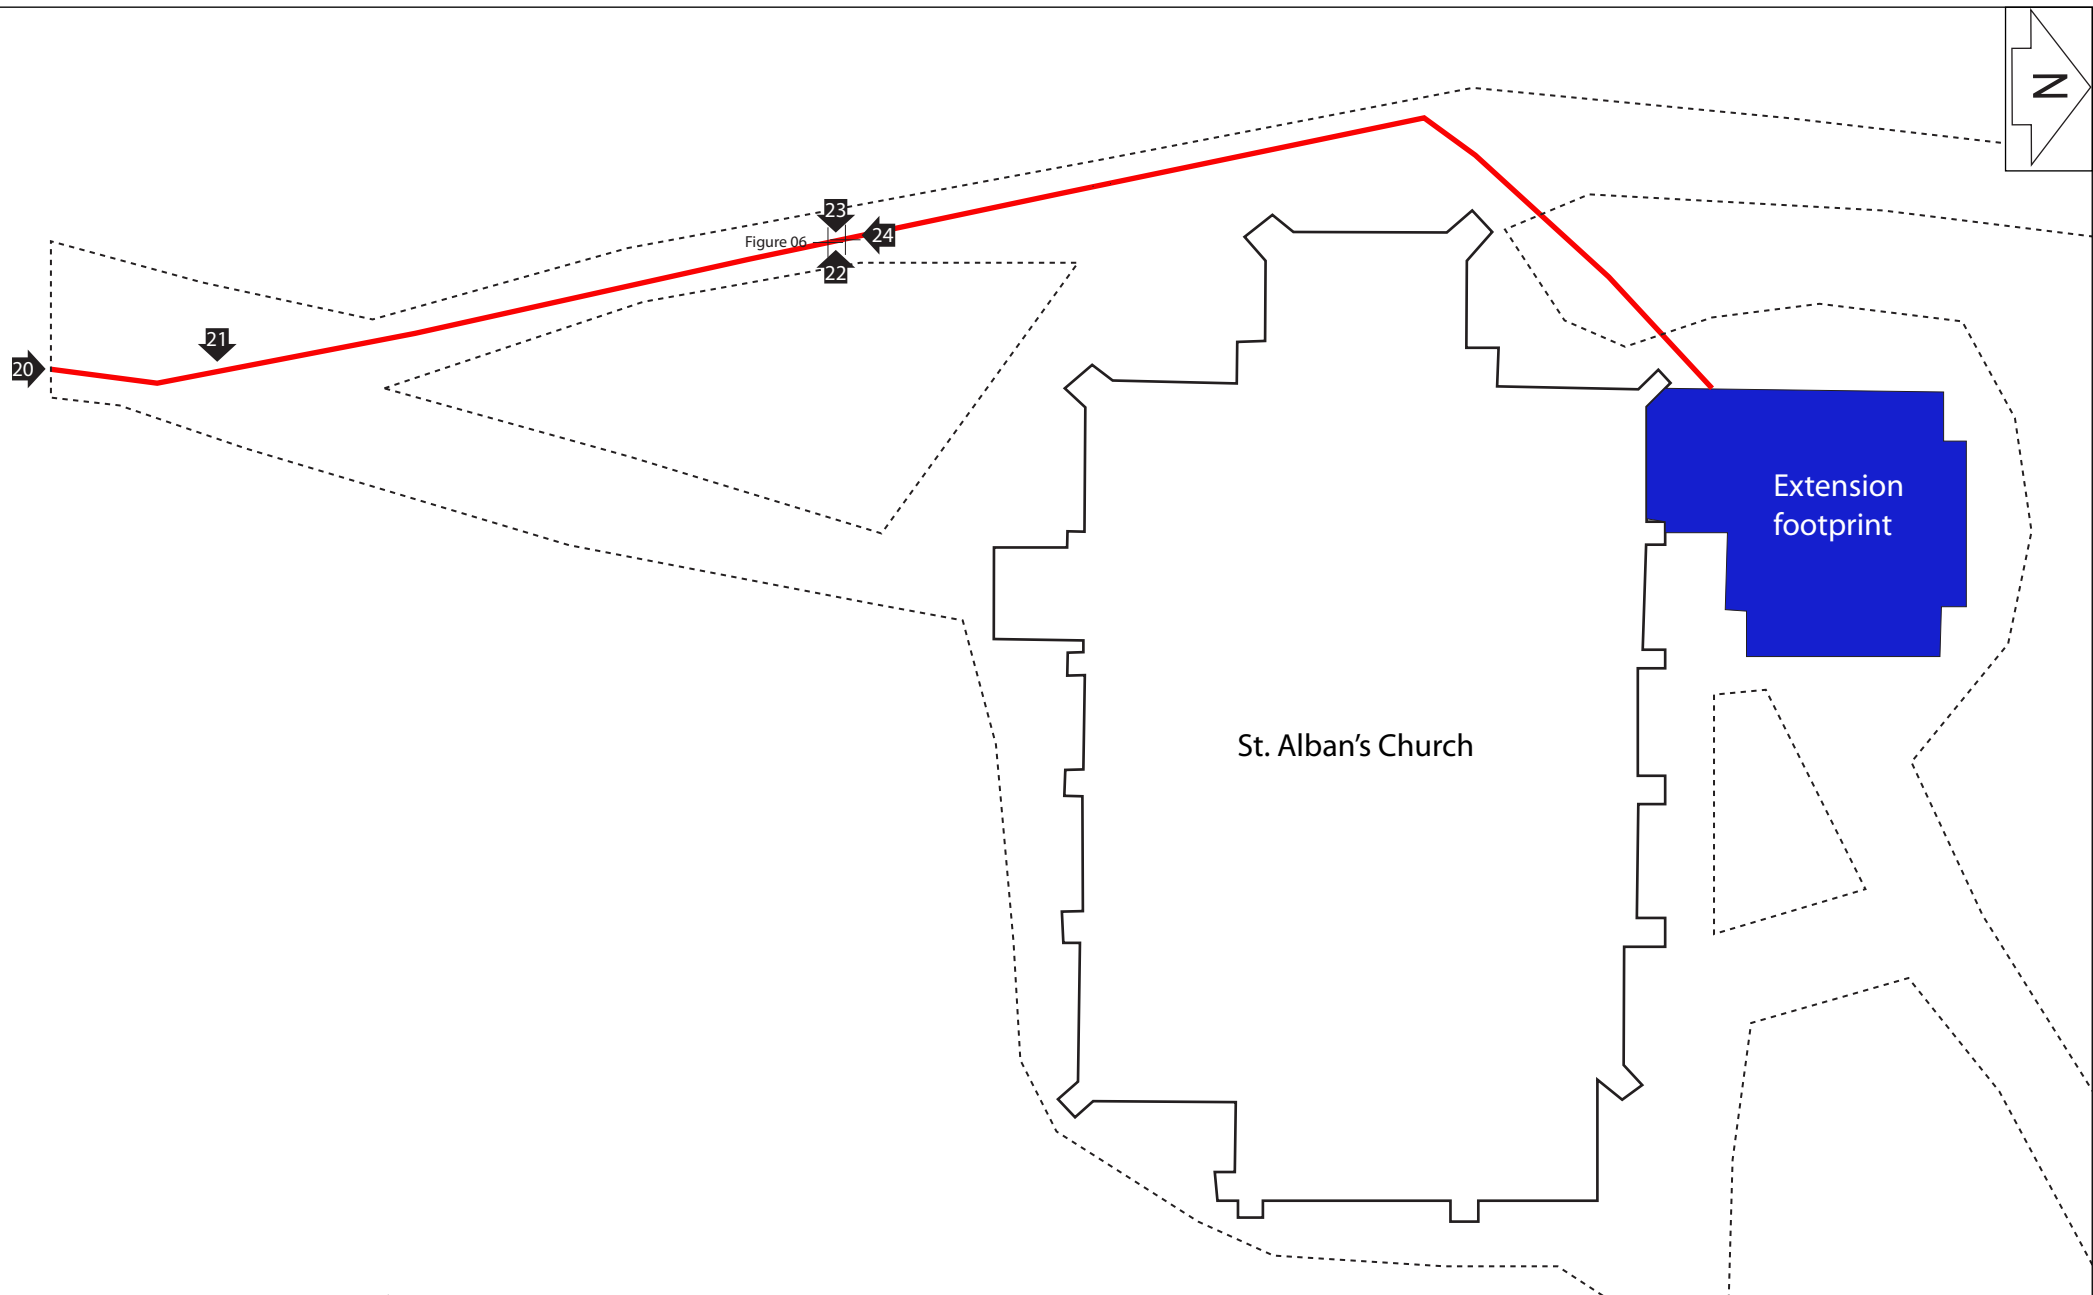 N
23
24
Figure 06
22
21
20
Extension
footprint
St. Alban’s Church